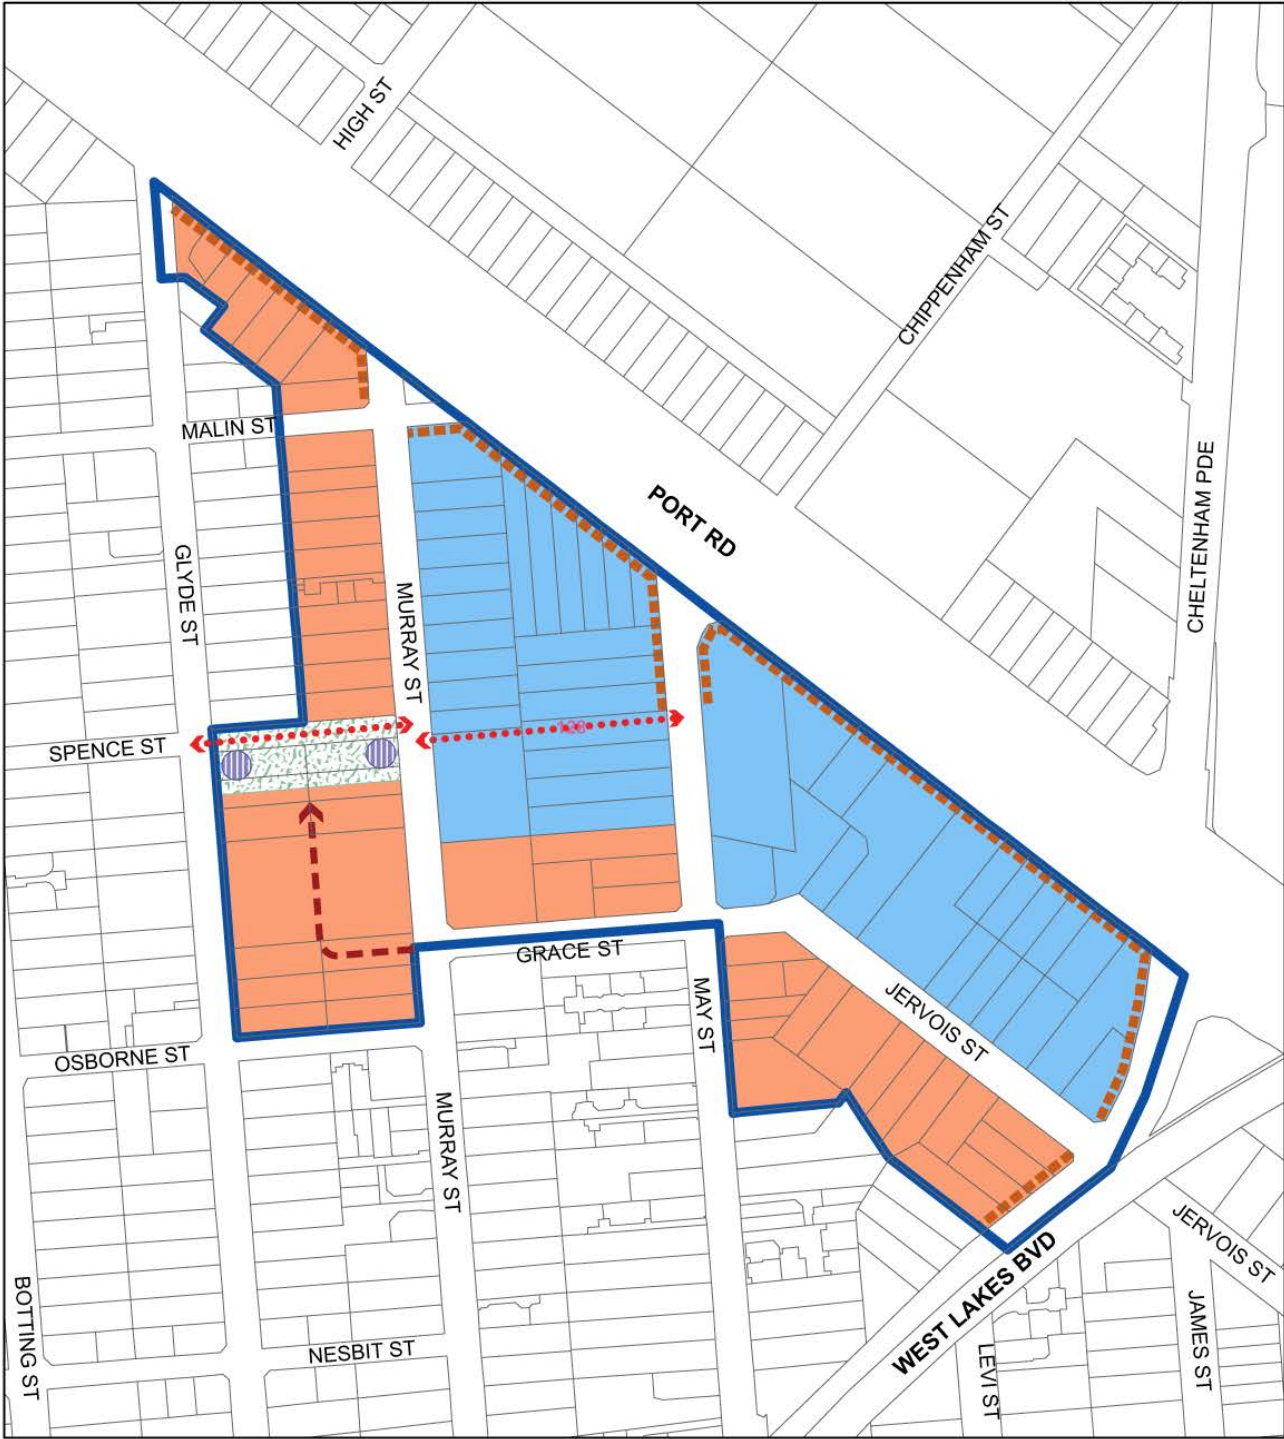 HIGH ST
CHIPPENHAM ST
MALIN ST
PORT RD
CHELTENHAM PDE
GLYDE ST
MURRAY ST
SPENCE ST
128
GRACE ST
MAY ST
JERVOIS ST
OSBORNE ST
MURRAY ST
JERVOIS ST
WEST LAKES BVD
BOTTING ST
NESBIT ST
LEVI ST
JAMES ST